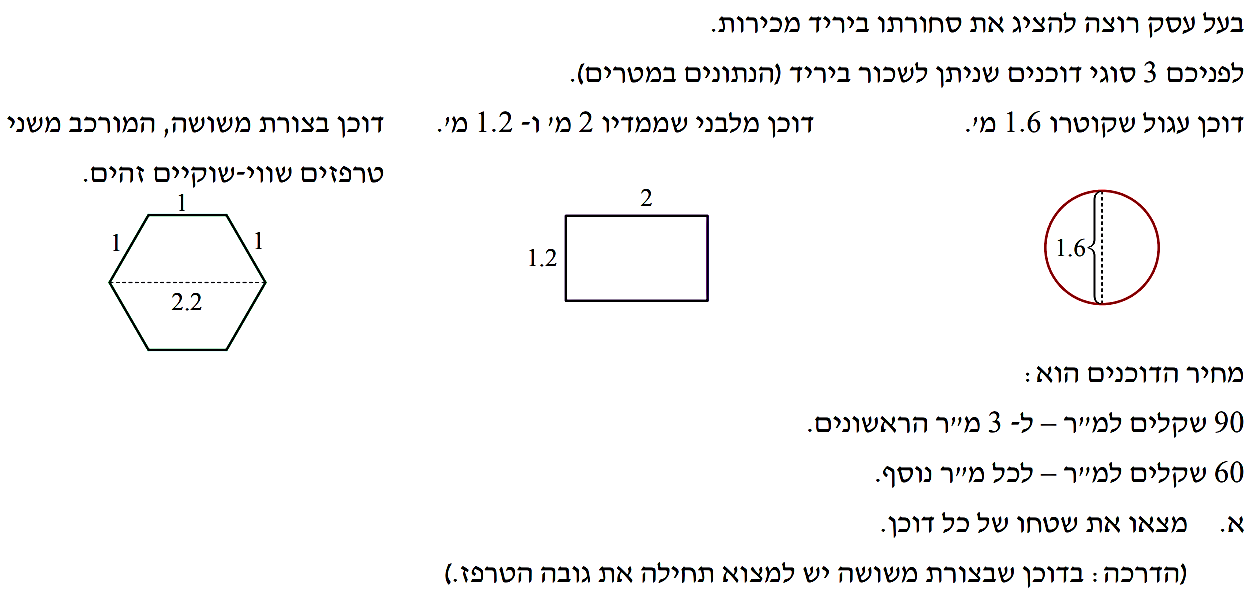 בעל עסק רוצה להציג את סחורתו ביריד מכירות.
לפניכם 3 סוגי דוכנים שניתן לשכור ביריד (הנתונים במטרים).
דוכן עגול שקוטרו 1.6 מ׳.
דוכן מלבני שממדיו 2 מ׳ ו- 1.2 מ׳.
דוכן בצורת משושה, המורכב משני
טרפזים שווי-שוקיים זהים.
1.6
2
1.2
1
1
1
2.2
מחיר הדוכנים הוא:
90 שקלים למ״ר – ל- 3 מ״ר הראשונים.
60 שקלים למ״ר – לכל מ״ר נוסף.
א. מצאו את שטחו של כל דוכן.
(הדרכה: בדוכן שבצורת משושה יש למצוא תחילה את גובה הטרפז.)